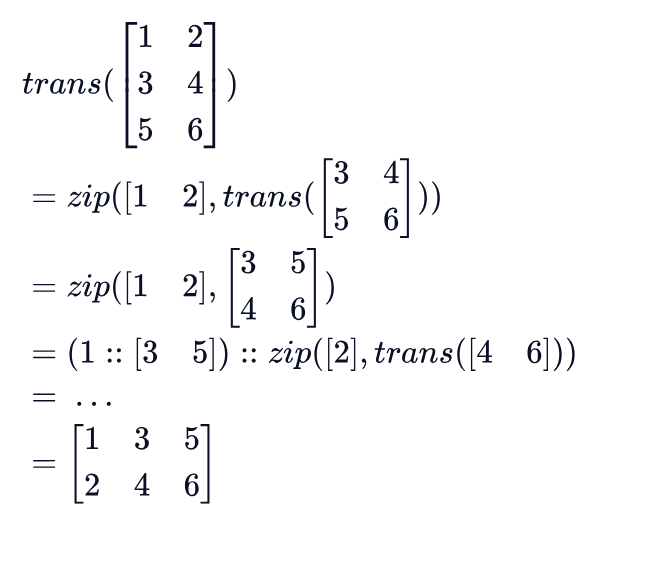 trans([1 2
3 4
5 6])
= zip([1 2], trans([3 4
5 6]))
= zip([1 2], [3 5
4 6])
= (1 :: [3 5]) :: zip([2], trans([4 6]))
= ...
= [1 3 5
2 4 6]